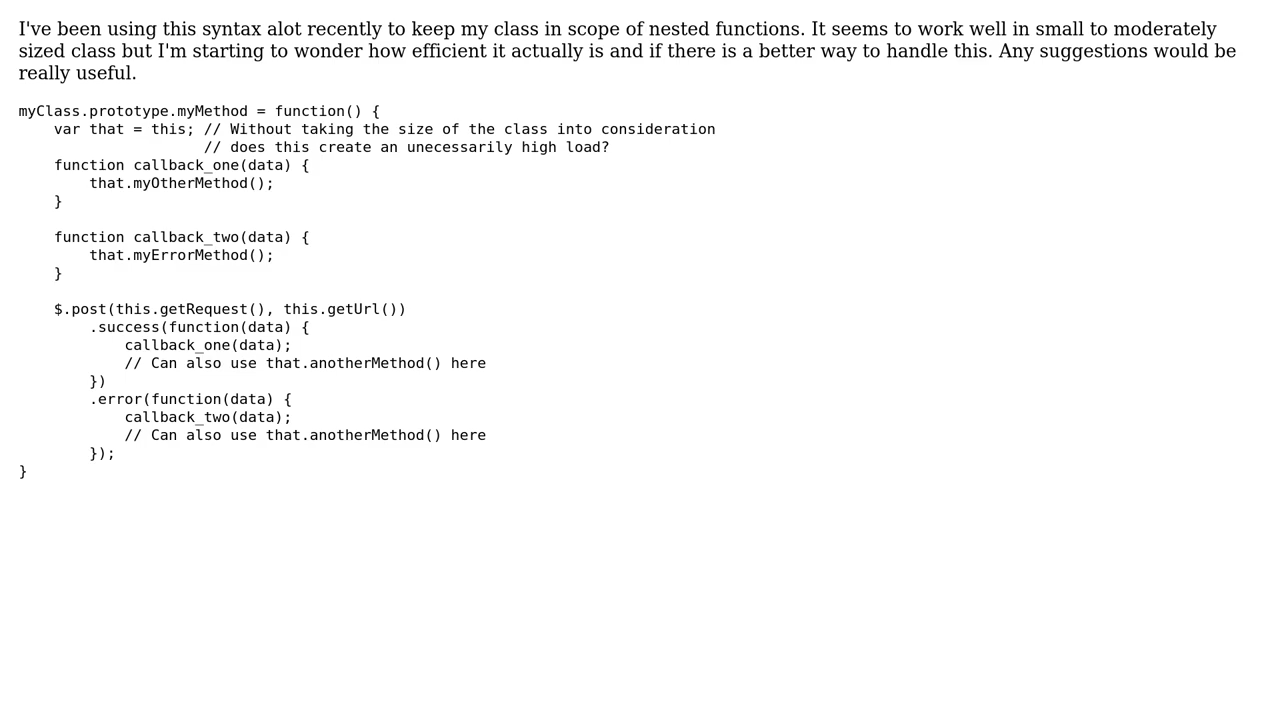 I've been using this syntax alot recently to keep my class in scope of nested functions. It seems to work well in small to moderately
sized class but I'm starting to wonder how efficient it actually is and if there is a better way to handle this. Any suggestions would be
really useful.
myClass.prototype.myMethod = function() {
    var that = this; // Without taking the size of the class into consideration
                     // does this create an unecessarily high load?
    function callback_one(data) {
        that.myOtherMethod();
    }

    function callback_two(data) {
        that.myErrorMethod();
    }

    $.post(this.getRequest(), this.getUrl())
        .success(function(data) {
            callback_one(data);
            // Can also use that.anotherMethod() here
        })
        .error(function(data) {
            callback_two(data);
            // Can also use that.anotherMethod() here
        });
}